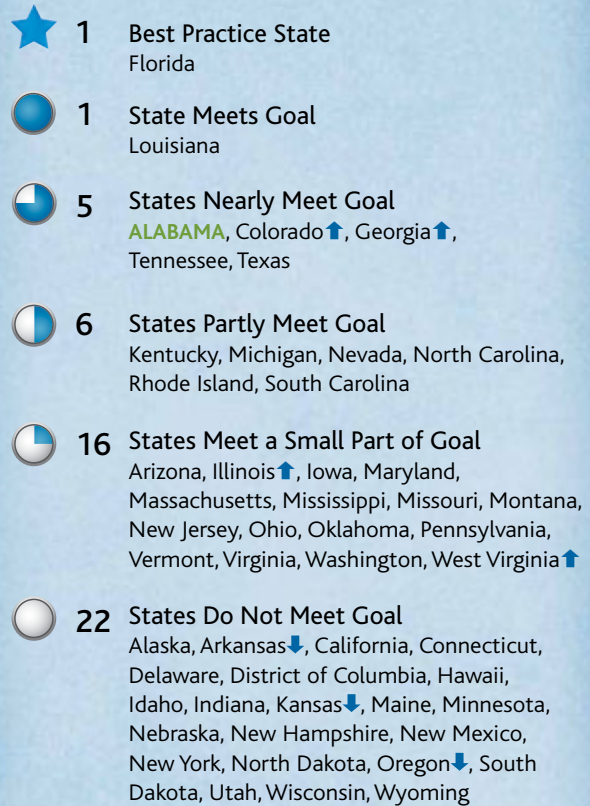 1 Best Practice State
Florida
1 State Meets Goal
Louisiana
5 States Nearly Meet Goal
ALABAMA, Colorado⬆, Georgia⬆,
Tennessee, Texas
6 States Partly Meet Goal
Kentucky, Michigan, Nevada, North Carolina,
Rhode Island, South Carolina
16 States Meet a Small Part of Goal
Arizona, Illinois⬆, Iowa, Maryland,
Massachusetts, Mississippi, Missouri, Montana,
New Jersey, Ohio, Oklahoma, Pennsylvania,
Vermont, Virginia, Washington, West Virginia⬆
22 States Do Not Meet Goal
Alaska, Arkansas⬇, California, Connecticut,
Delaware, District of Columbia, Hawaii,
Idaho, Indiana, Kansas⬇, Maine, Minnesota,
Nebraska, New Hampshire, New Mexico,
New York, North Dakota, Oregon⬇, South
Dakota, Utah, Wisconsin, Wyoming